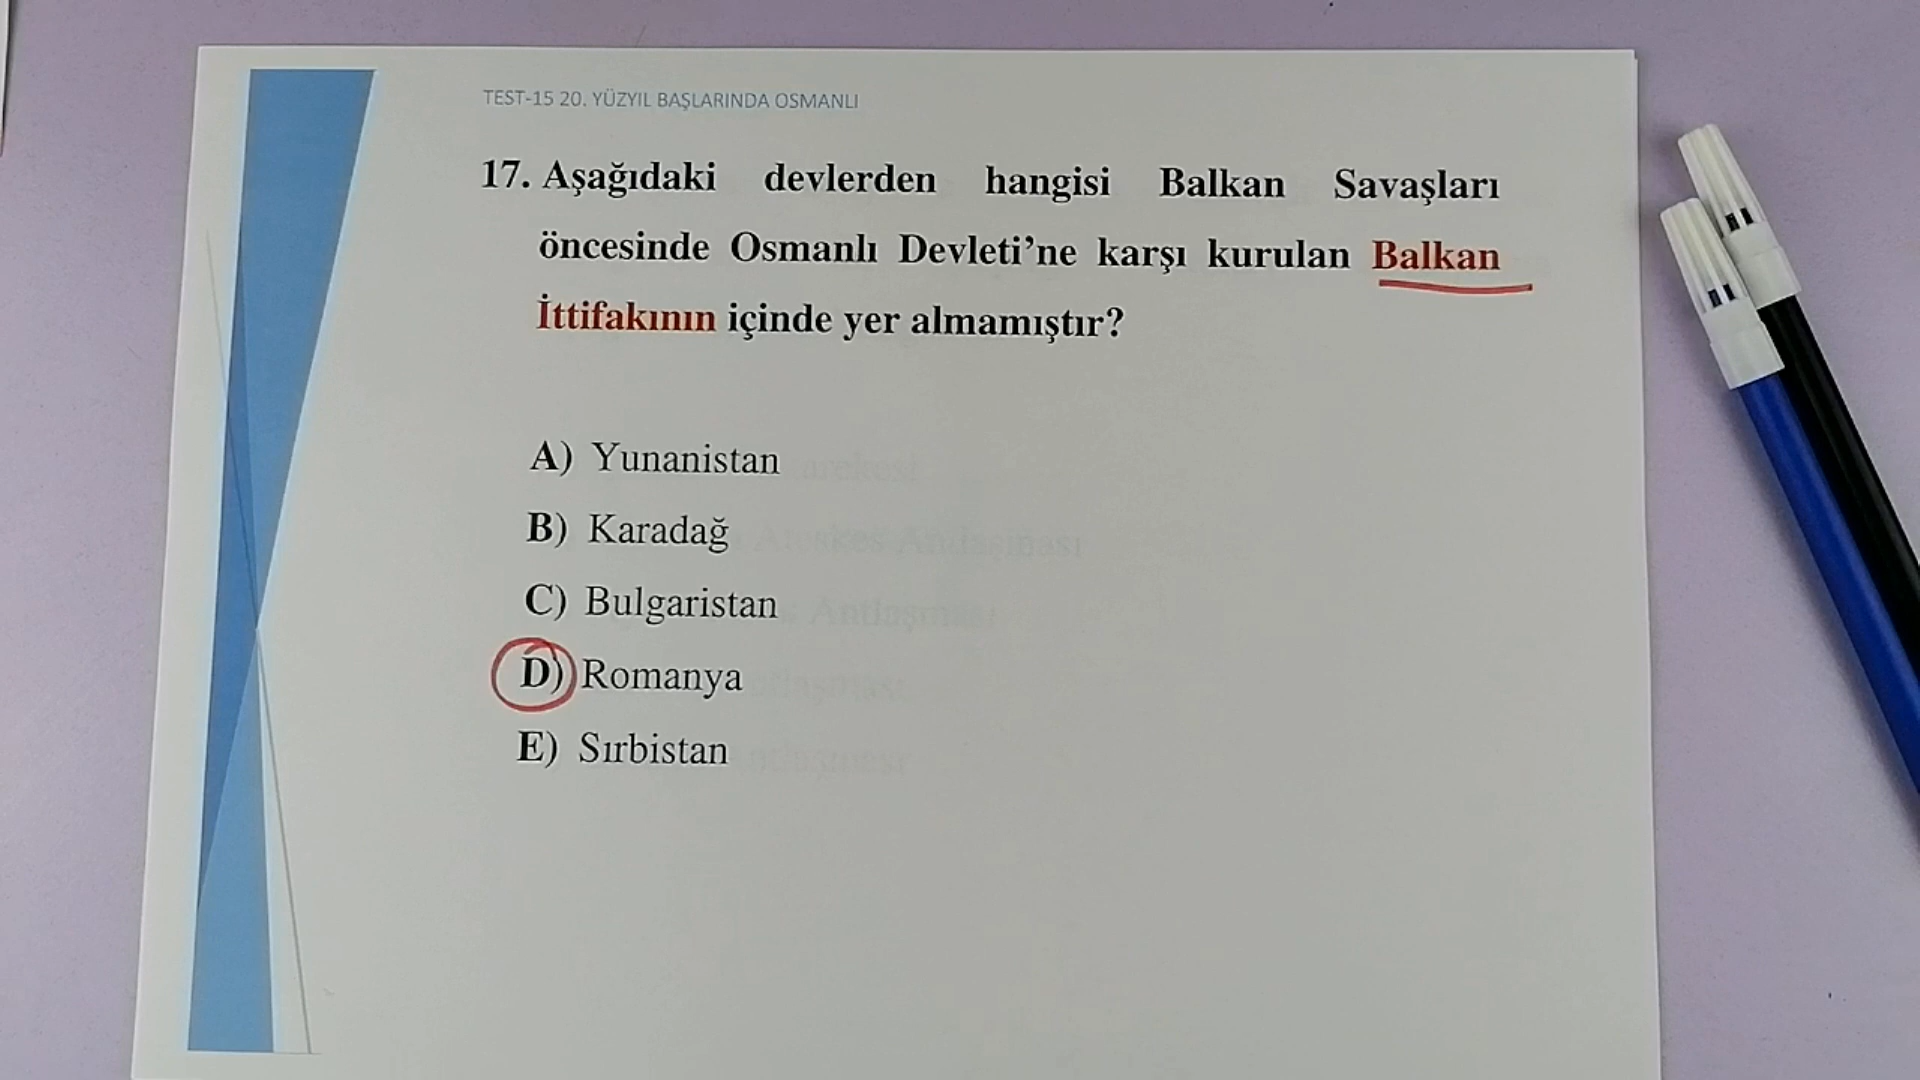 TEST-15 20. YÜZYIL BAŞLARINDA OSMANLI
17. Aşağıdaki devlerden hangisi Balkan Savaşları
öncesinde Osmanlı Devleti’ne karşı kurulan Balkan
İttifakının içinde yer almamıştır?
A) Yunanistan
B) Karadağ
C) Bulgaristan
D) Romanya
E) Sırbistan